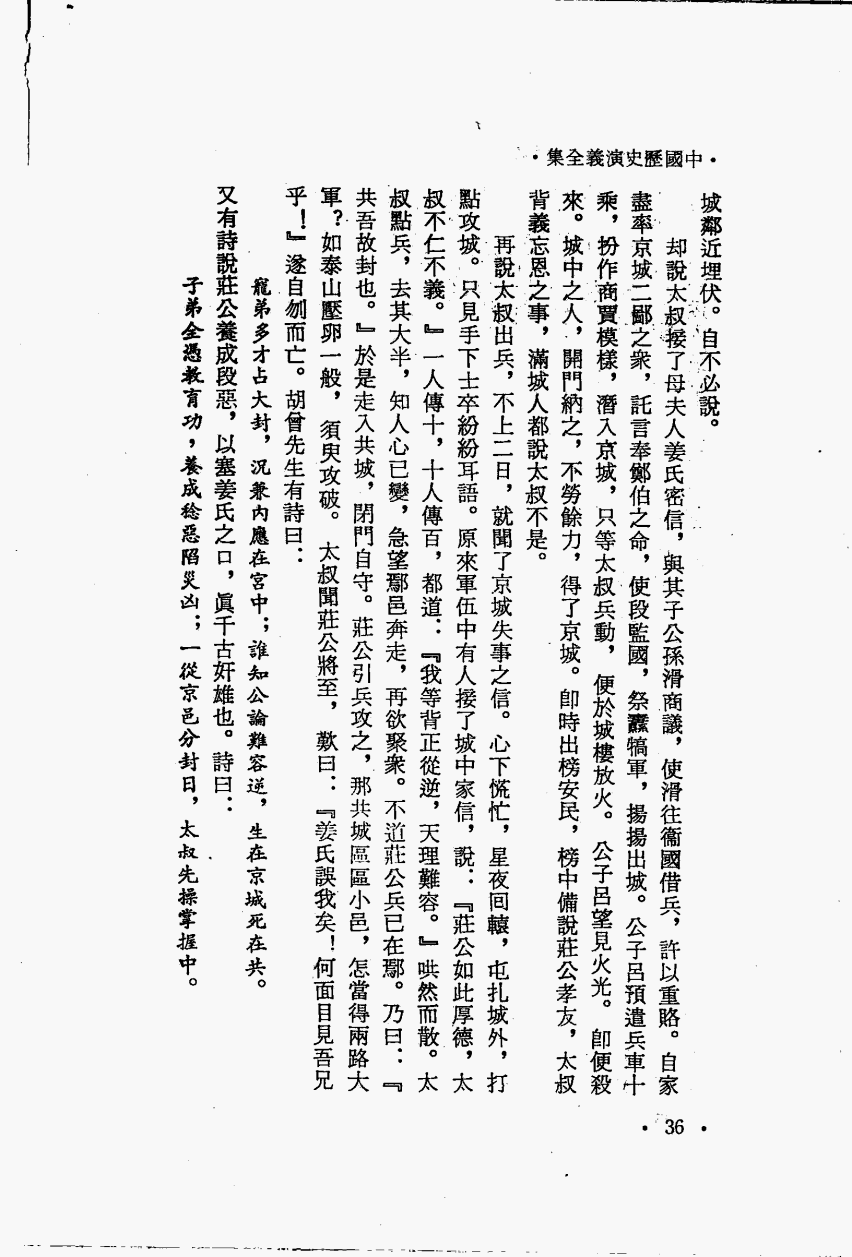 ·中國歷史演義全集·
城鄰近埋伏。自不必說。
却說太叔接了母夫人姜氏密信，與其子公孫滑商議，使滑往衞國借兵，許以重賂。自家
盡率京城二鄙之衆，託言奉鄭伯之命，使段監國，祭纛犒軍，揚揚出城。公子呂預遣兵車十
乘，扮作商賈模樣，潛入京城，只等太叔兵動，便於城樓放火。公子呂望見火光。卽便殺
來。城中之人，開門納之，不勞餘力，得了京城。卽時出榜安民，榜中備說莊公孝友，太叔
背義忘恩之事，滿城人都說太叔不是。
再說太叔出兵，不上二日，就聞了京城失事之信。心下慌忙，星夜回轅，屯扎城外，打
點攻城。只見手下士卒紛紛耳語。原來軍伍中有人接了城中家信，說：『莊公如此厚德，太
叔不仁不義。』一人傳十，十人傳百，都道：『我等背正從逆，天理難容。』哄然而散。太
叔點兵，去其大半，知人心已變，急望鄢邑奔走，再欲聚衆。不道莊公兵已在鄢。乃曰：『
共吾故封也。』於是走入共城，閉門自守。莊公引兵攻之，那共城區區小邑，怎當得兩路大
軍？如泰山壓卵一般，須臾攻破。太叔聞莊公將至，歎曰：『姜氏誤我矣！何面目見吾兄
乎！』遂自刎而亡。胡曾先生有詩曰：
寵弟多才占大封，況兼內應在宮中；誰知公論難容逆，生在京城死在共。
又有詩說莊公養成段惡，以塞姜氏之口，眞千古奸雄也。詩曰：
子弟全憑教育功，養成稔惡陷災凶；一從京邑分封日，太叔先操掌握中。
·36·